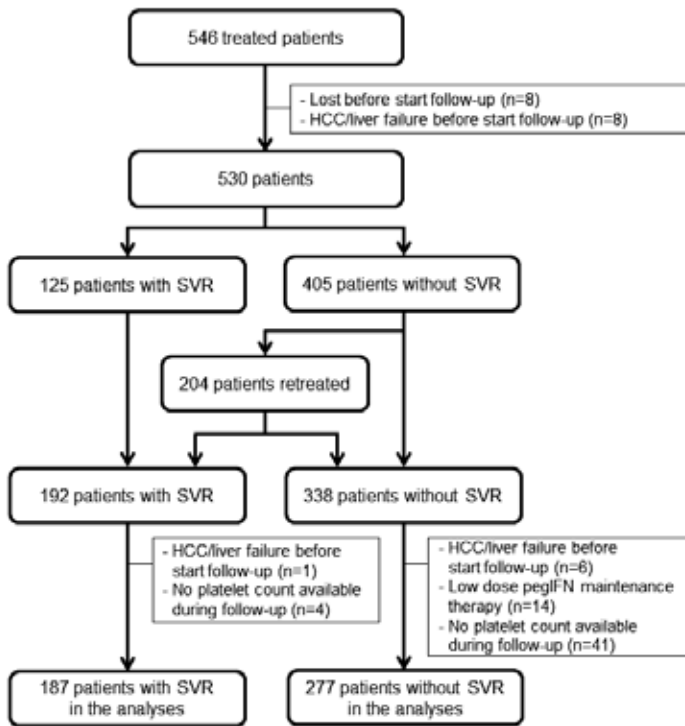 546 treated patients
- Lost before start follow-up (n=8)
- HCC/liver failure before start follow-up (n=8)
530 patients
125 patients with SVR
405 patients without SVR
204 patients retreated
192 patients with SVR
338 patients without SVR
- HCC/liver failure before
start follow-up (n=1)
- No platelet count available
during follow-up (n=4)
- HCC/liver failure before
start follow-up (n=6)
- Low dose pegIFN maintenance
therapy (n=14)
- No platelet count available
during follow-up (n=41)
187 patients with SVR
in the analyses
277 patients without SVR
in the analyses